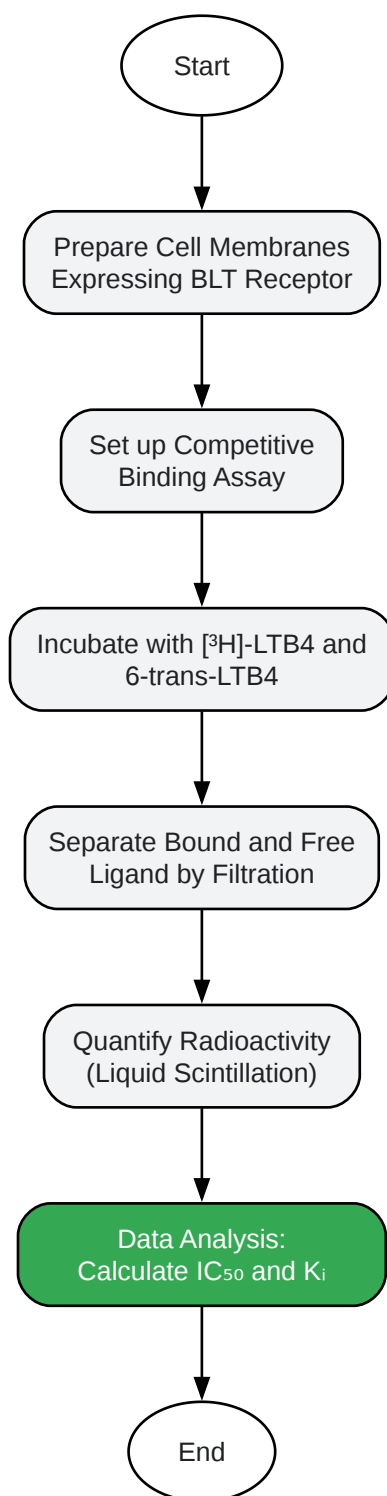 Start
Prepare Cell Membranes
Expressing BLT Receptor
Set up Competitive
Binding Assay
Incubate with [³H]-LTB4 and
6-trans-LTB4
Separate Bound and Free
Ligand by Filtration
Quantify Radioactivity
(Liquid Scintillation)
Data Analysis:
Calculate IC₅₀ and Kᵢ
End